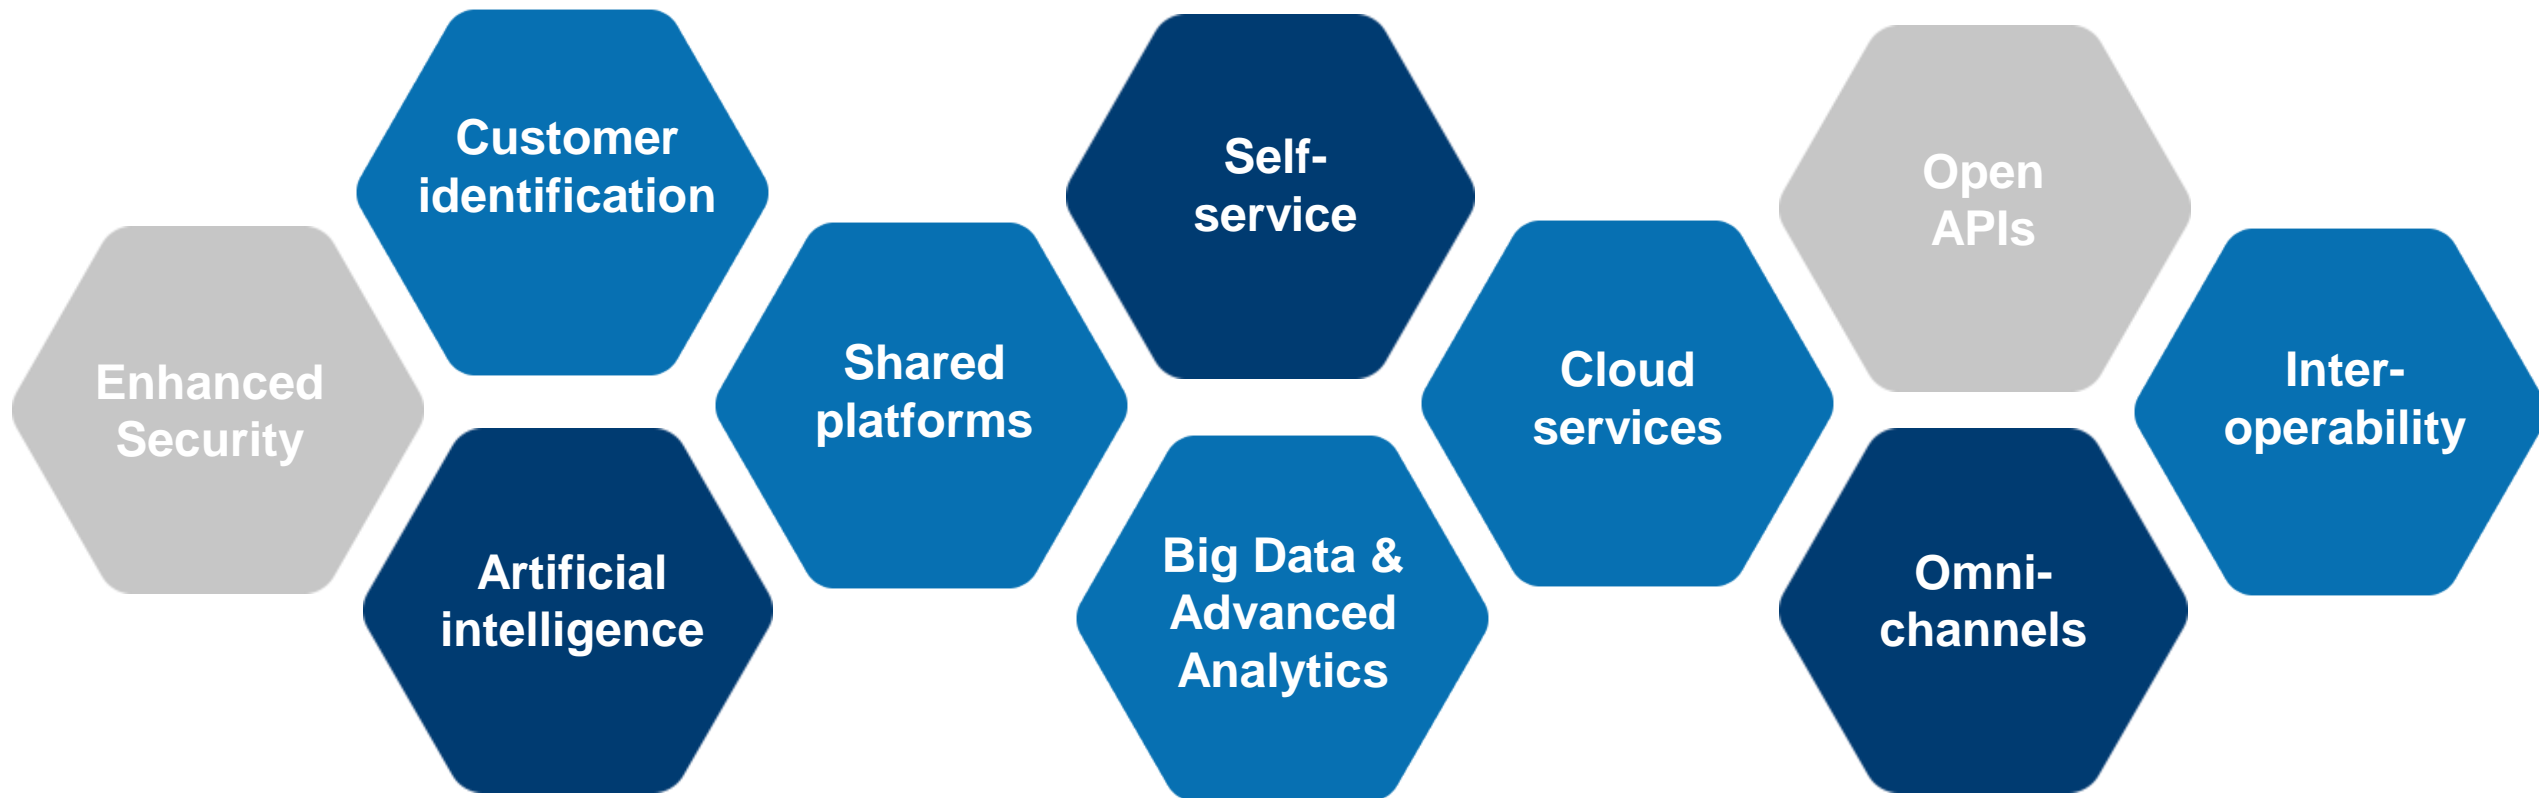 Customer
identification
Self-
service
Open
APIs
Enhanced
Security
Shared
platforms
Cloud
services
Inter-
operability
Artificial
intelligence
Big Data &
Advanced
Analytics
Omni-
channels